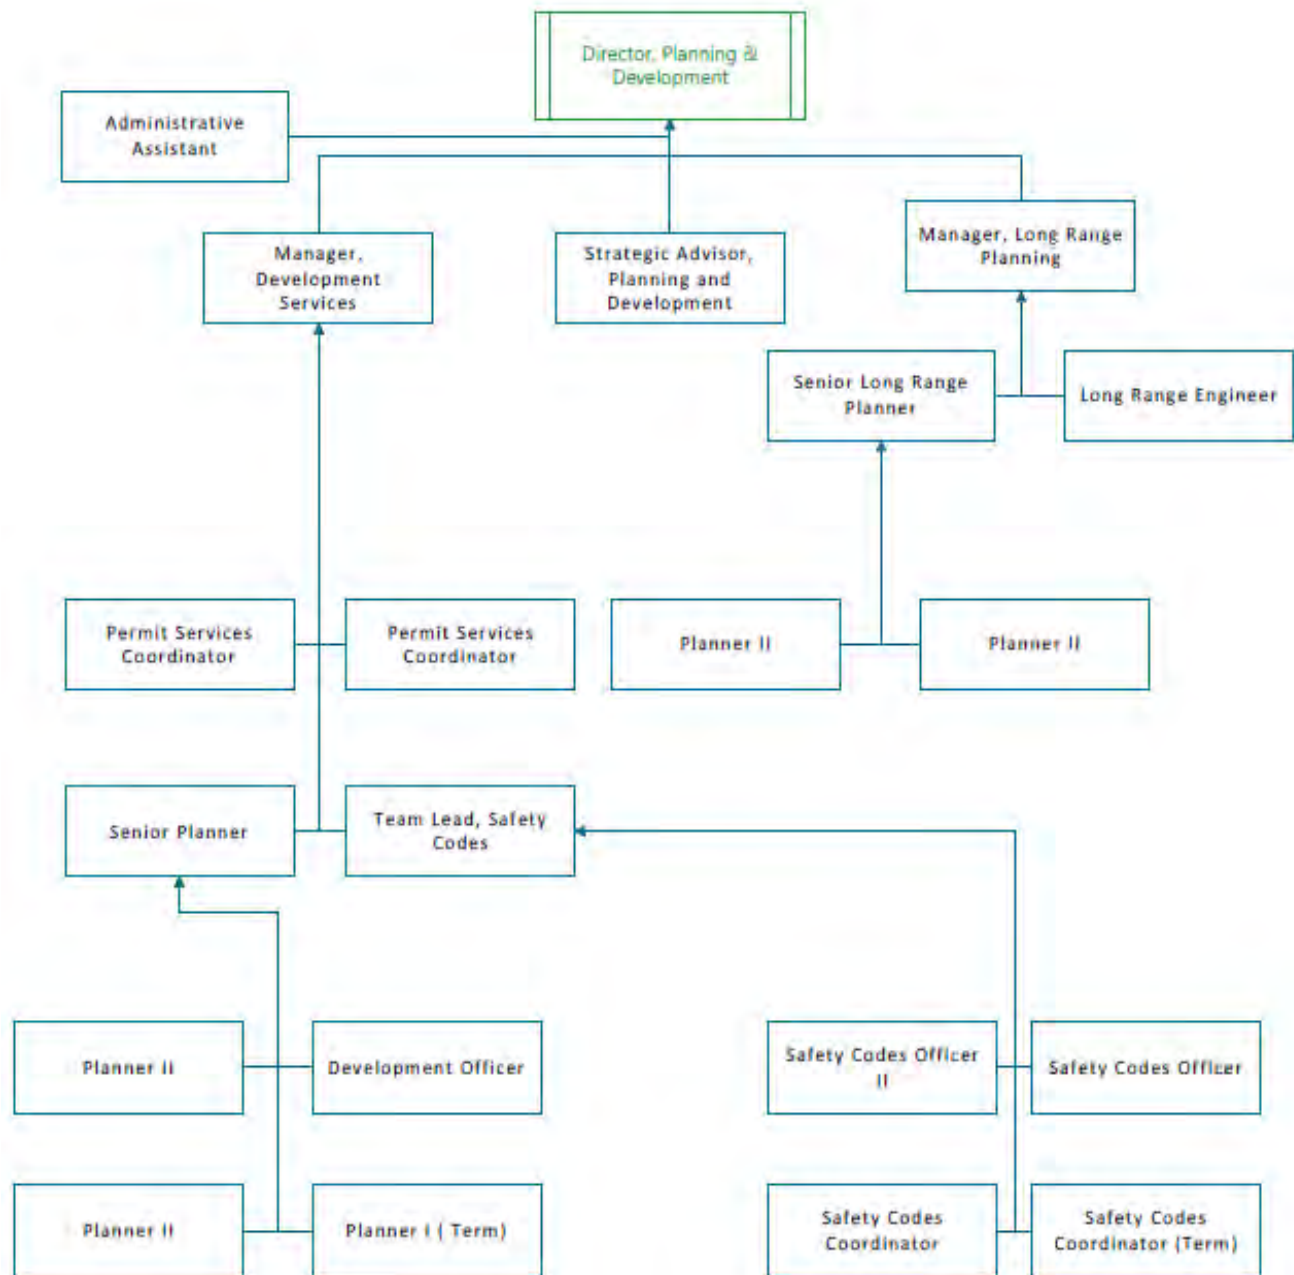 Director, Planning &
Development
Administrative
Assistant
Manager,
Development
Services
Strategic Advisor,
Planning and
Development
Manager, Long Range
Planning
Senior Long Range
Planner
Long Range Engineer
Permit Services
Coordinator
Permit Services
Coordinator
Planner II
Planner II
Senior Planner
Team Lead, Safety
Codes
Planner II
Development Officer
Safety Codes Officer
II
Safety Codes Officer
Planner II
Planner I ( Term)
Safety Codes
Coordinator
Safety Codes
Coordinator (Term)